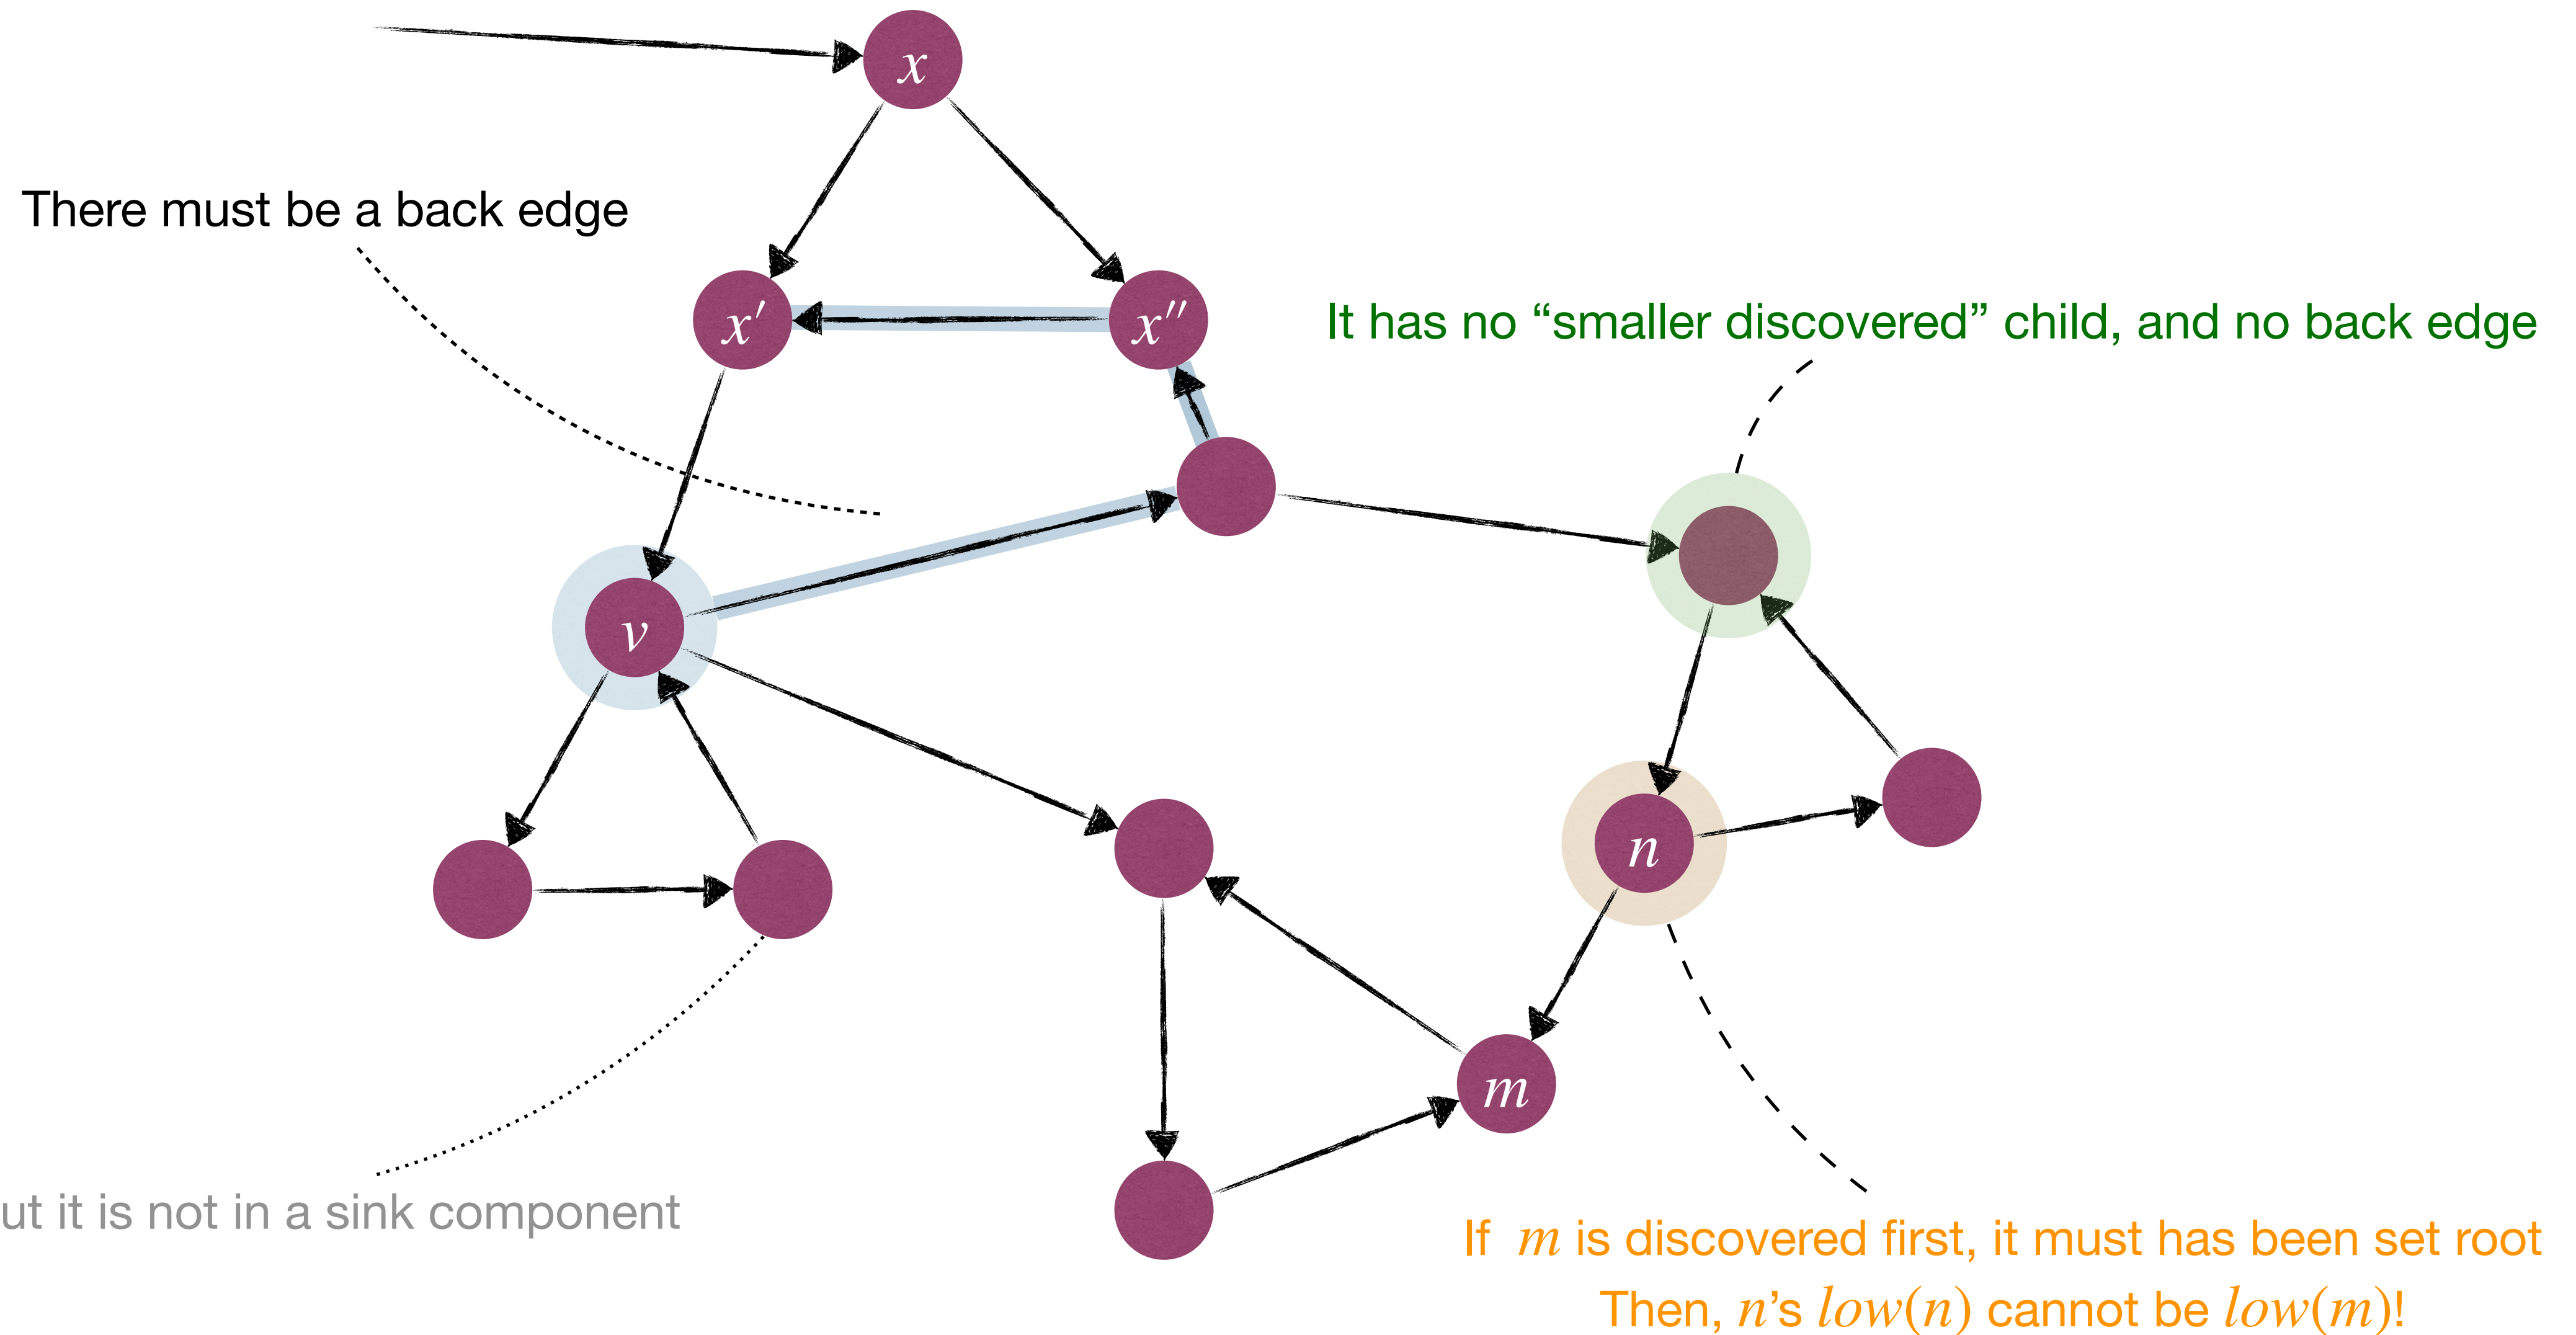 x
There must be a back edge
x′
x″
It has no “smaller discovered” child, and no back edge
v
n
m
ut it is not in a sink component
If m is discovered first, it must has been set root
Then, n’s low(n) cannot be low(m)!